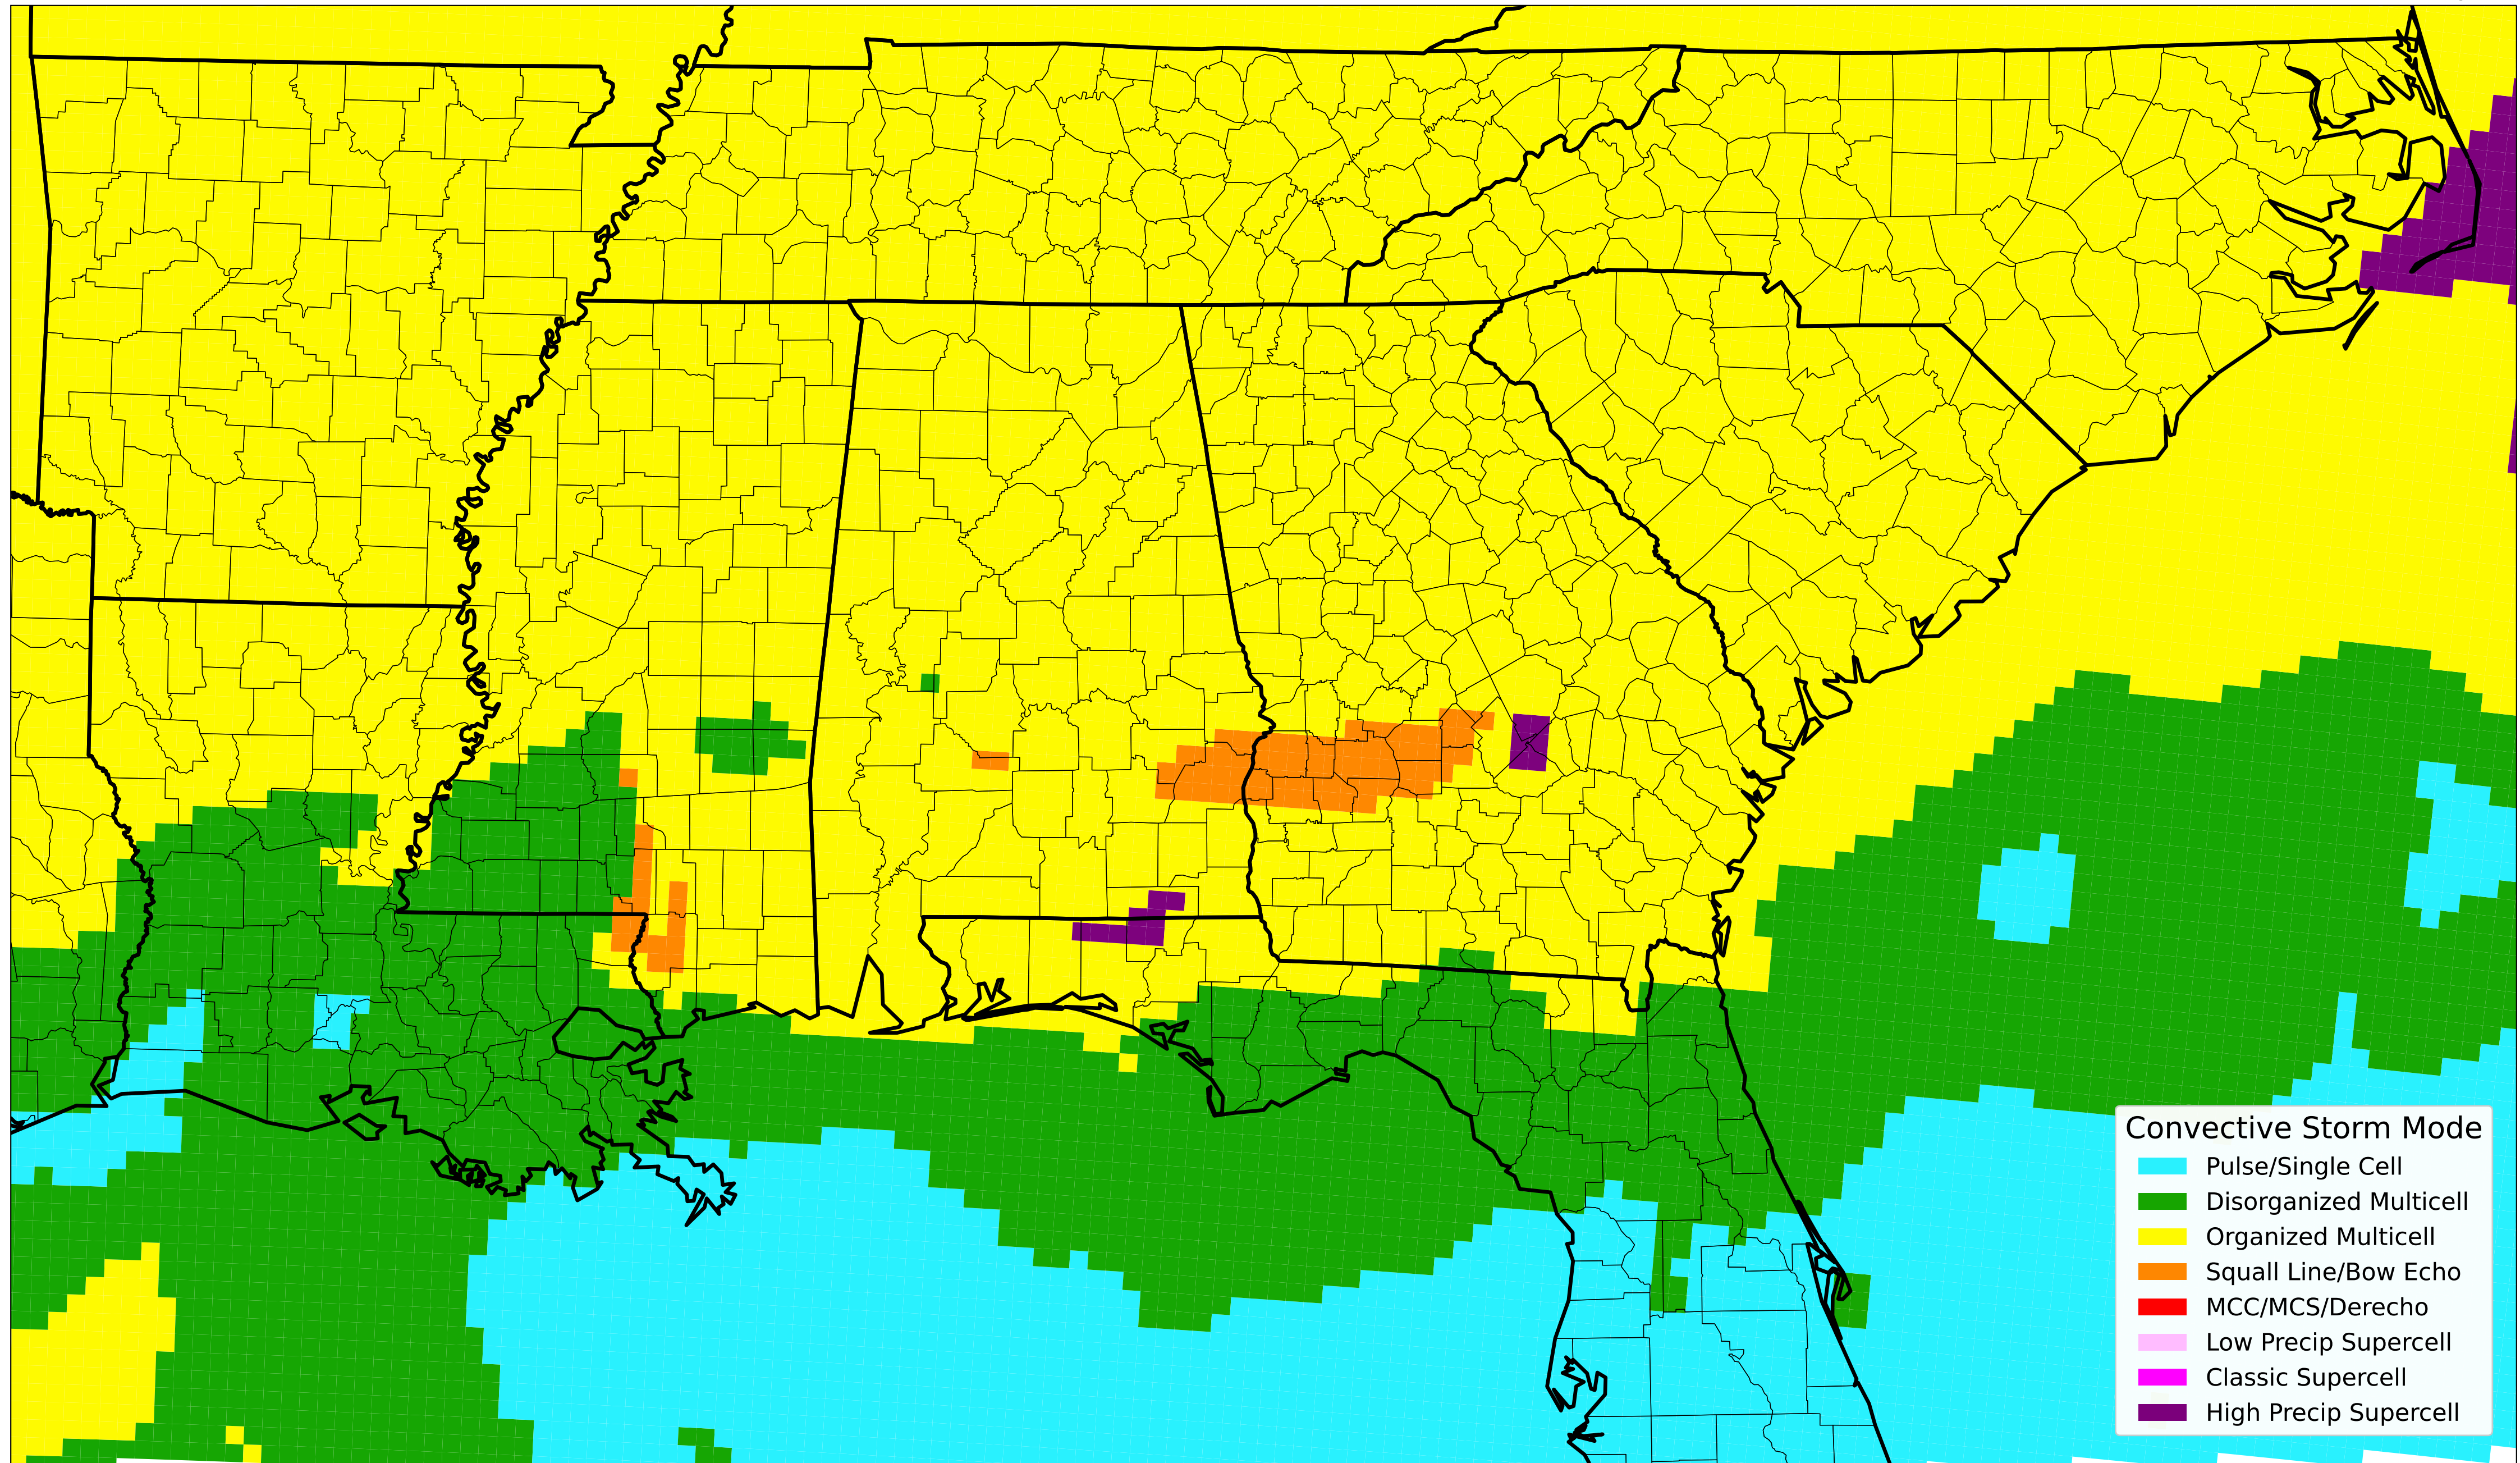 Convective Storm Mode
Pulse/Single Cell
Disorganized Multicell
Organized Multicell
Squall Line/Bow Echo
MCC/MCS/Derecho
Low Precip Supercell
Classic Supercell
High Precip Supercell